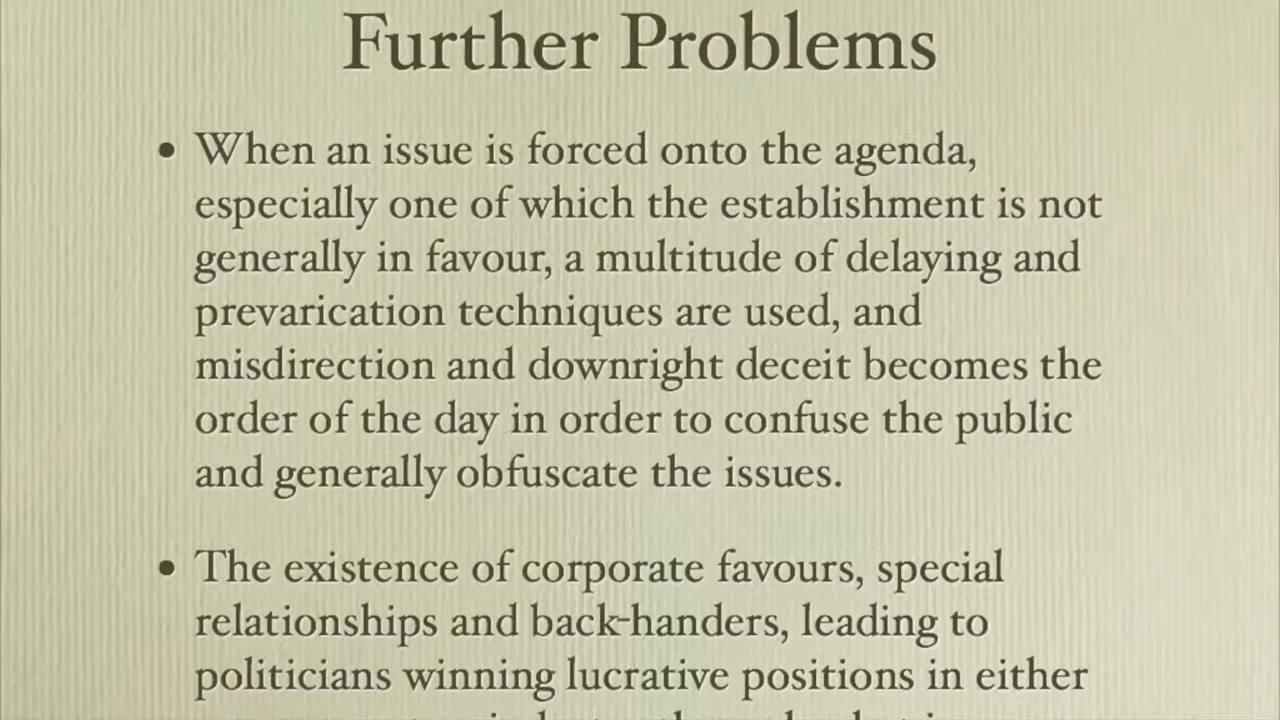 Further Problems
• When an issue is forced onto the agenda,
especially one of which the establishment is not
generally in favour, a multitude of delaying and
prevarication techniques are used, and
misdirection and downright deceit becomes the
order of the day in order to confuse the public
and generally obfuscate the issues.
• The existence of corporate favours, special
relationships and back-handers, leading to
politicians winning lucrative positions in either